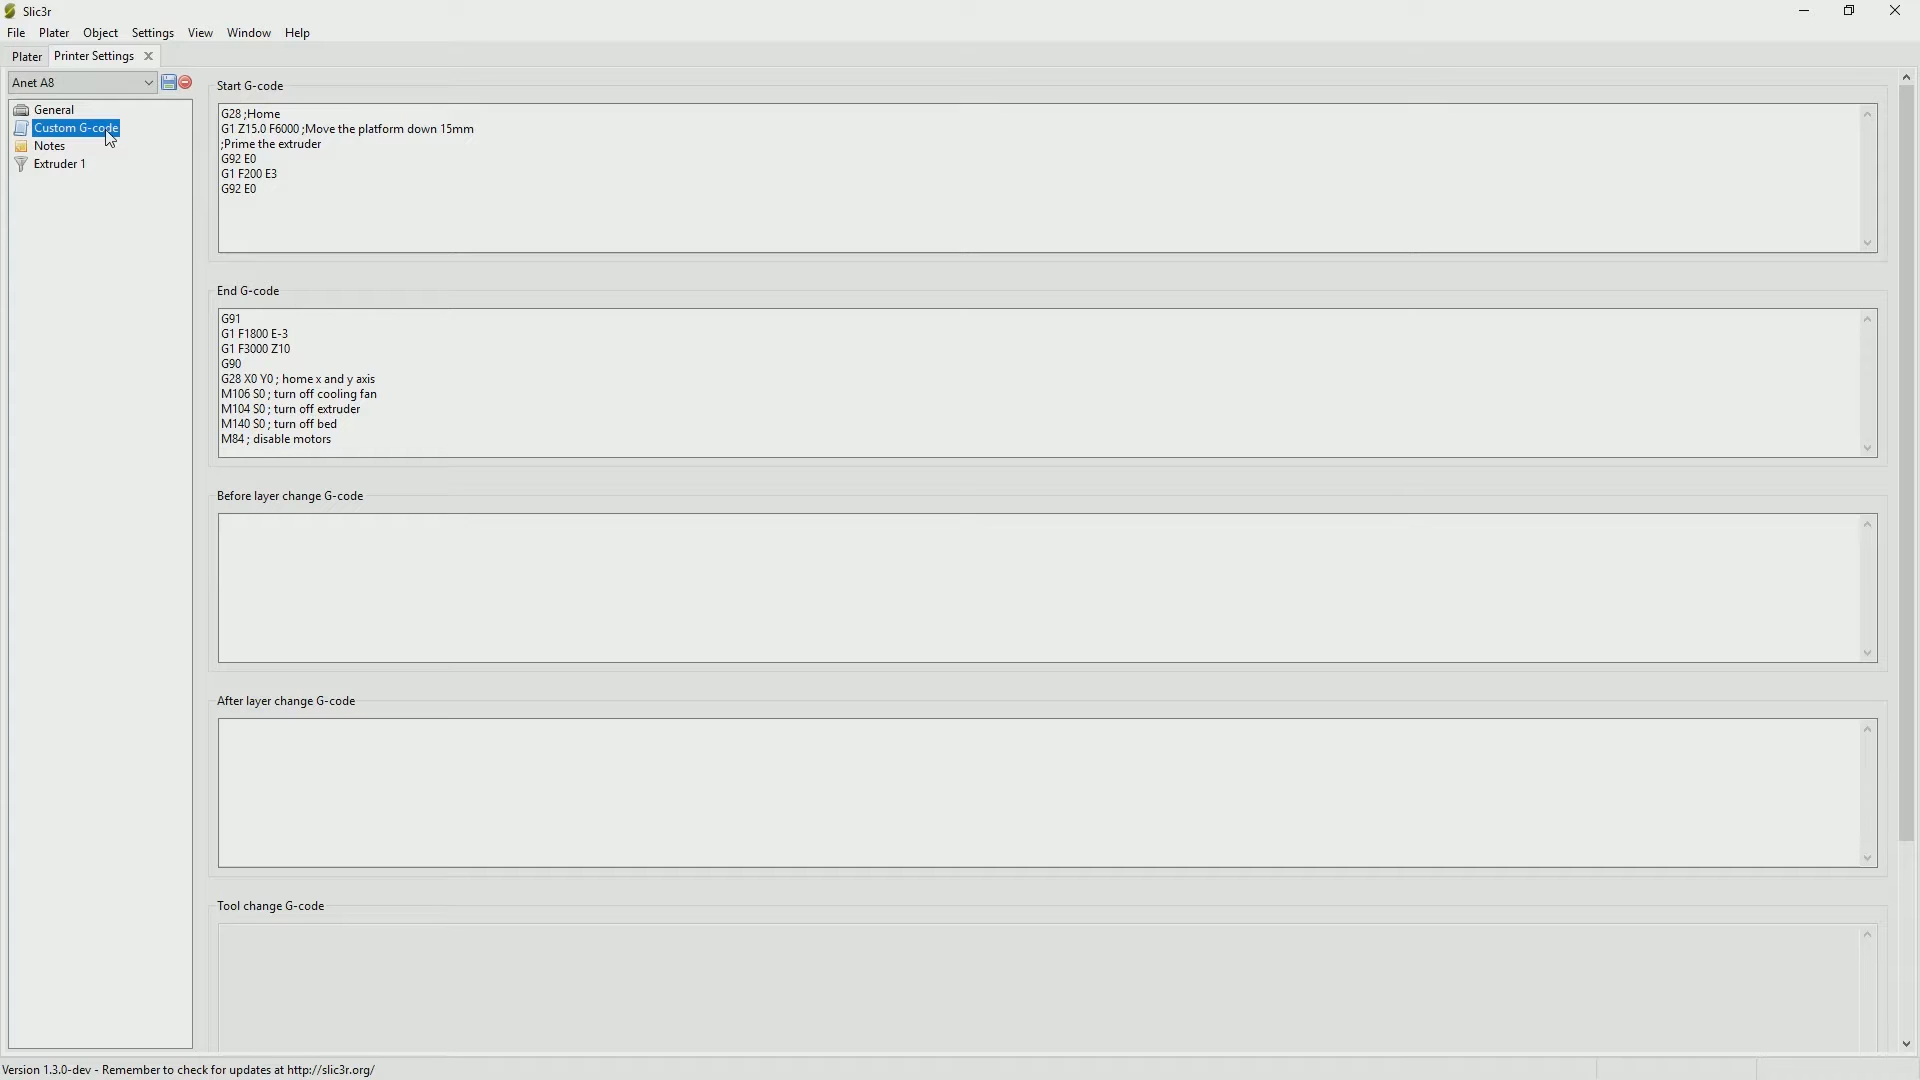 Slic3r
File Plater Object Settings View Window Help
Plater Printer Settings
Anet A8
General
Custom G-code
Notes
Extruder 1
Start G-code
G28 ;Home
G1 Z15.0 F6000 ;Move the platform down 15mm
;Prime the extruder
G92 E0
G1 F200 E3
G92 E0
End G-code
G91
G1 F1800 E-3
G1 F3000 Z10
G90
G28 X0 Y0 ; home x and y axis
M106 S0 ; turn off cooling fan
M104 S0 ; turn off extruder
M140 S0 ; turn off bed
M84 ; disable motors
Before layer change G-code
After layer change G-code
Tool change G-code
Version 1.3.0-dev - Remember to check for updates at http://slic3r.org/